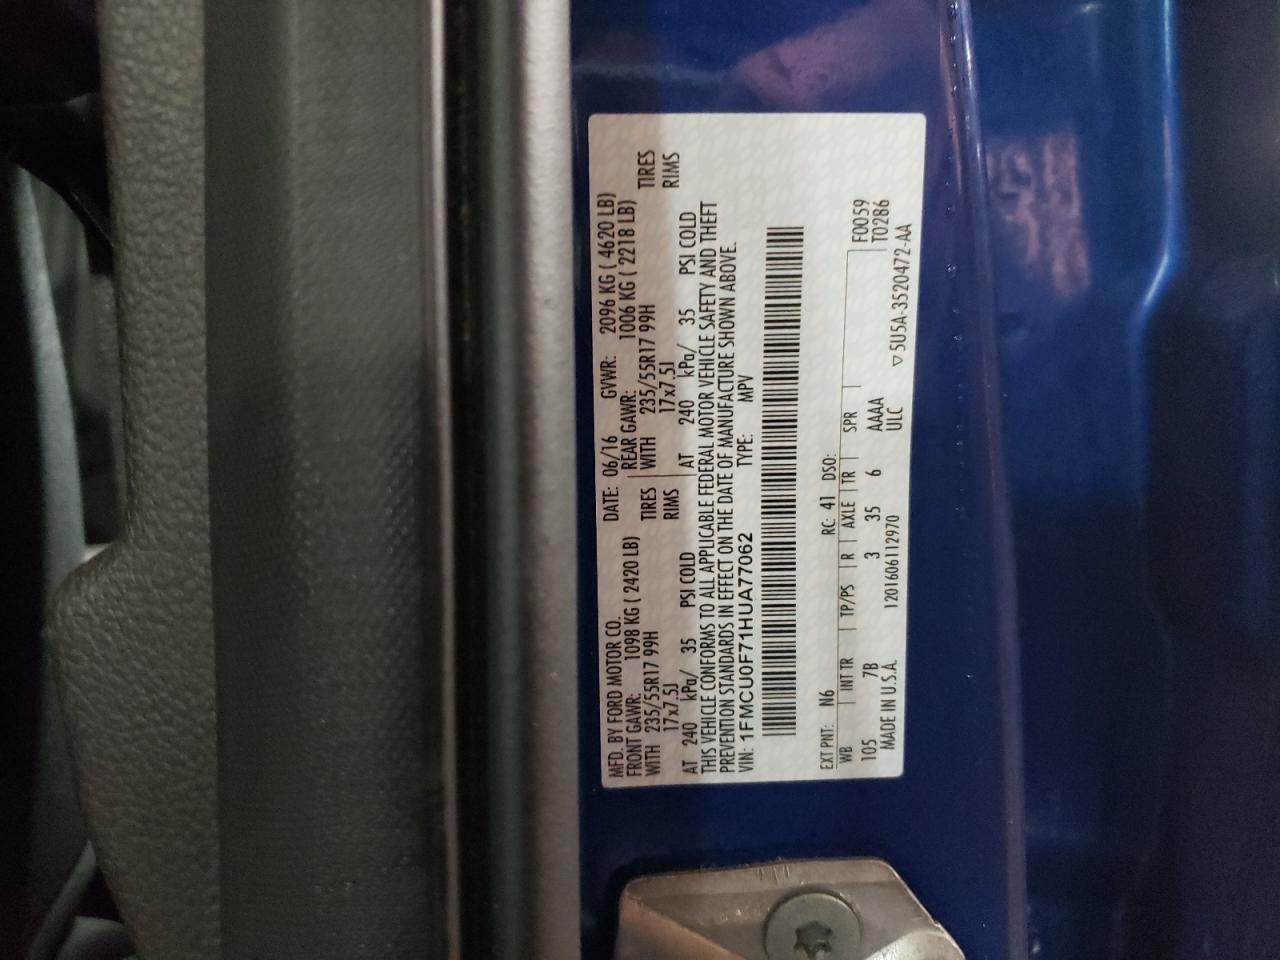 MFD. BY FORD MOTOR CO. DATE: 06/16 GVWR: 2096 KG ( 4620 LB)
FRONT GAWR: 1098 KG ( 2420 LB) REAR GAWR: 1006 KG ( 2218 LB)
WITH 235/55R17 99H TIRES WITH 235/55R17 99H TIRES
17x7.5J RIMS 17x7.5J RIMS
AT 240 kPa/ 35 PSI COLD AT 240 kPa/ 35 PSI COLD
THIS VEHICLE CONFORMS TO ALL APPLICABLE FEDERAL MOTOR VEHICLE SAFETY AND THEFT
PREVENTION STANDARDS IN EFFECT ON THE DATE OF MANUFACTURE SHOWN ABOVE.
VIN: 1FMCU0F71HUA77062 TYPE: MPV
EXT PNT: N6 RC: 41 DSO:
WB INT TR TP/PS R AXLE TR SPR F0059
105 7B 3 35 6 AAAA T0286
MADE IN U.S.A. 1201606112970 ULC ▽5U5A-3520472-AA